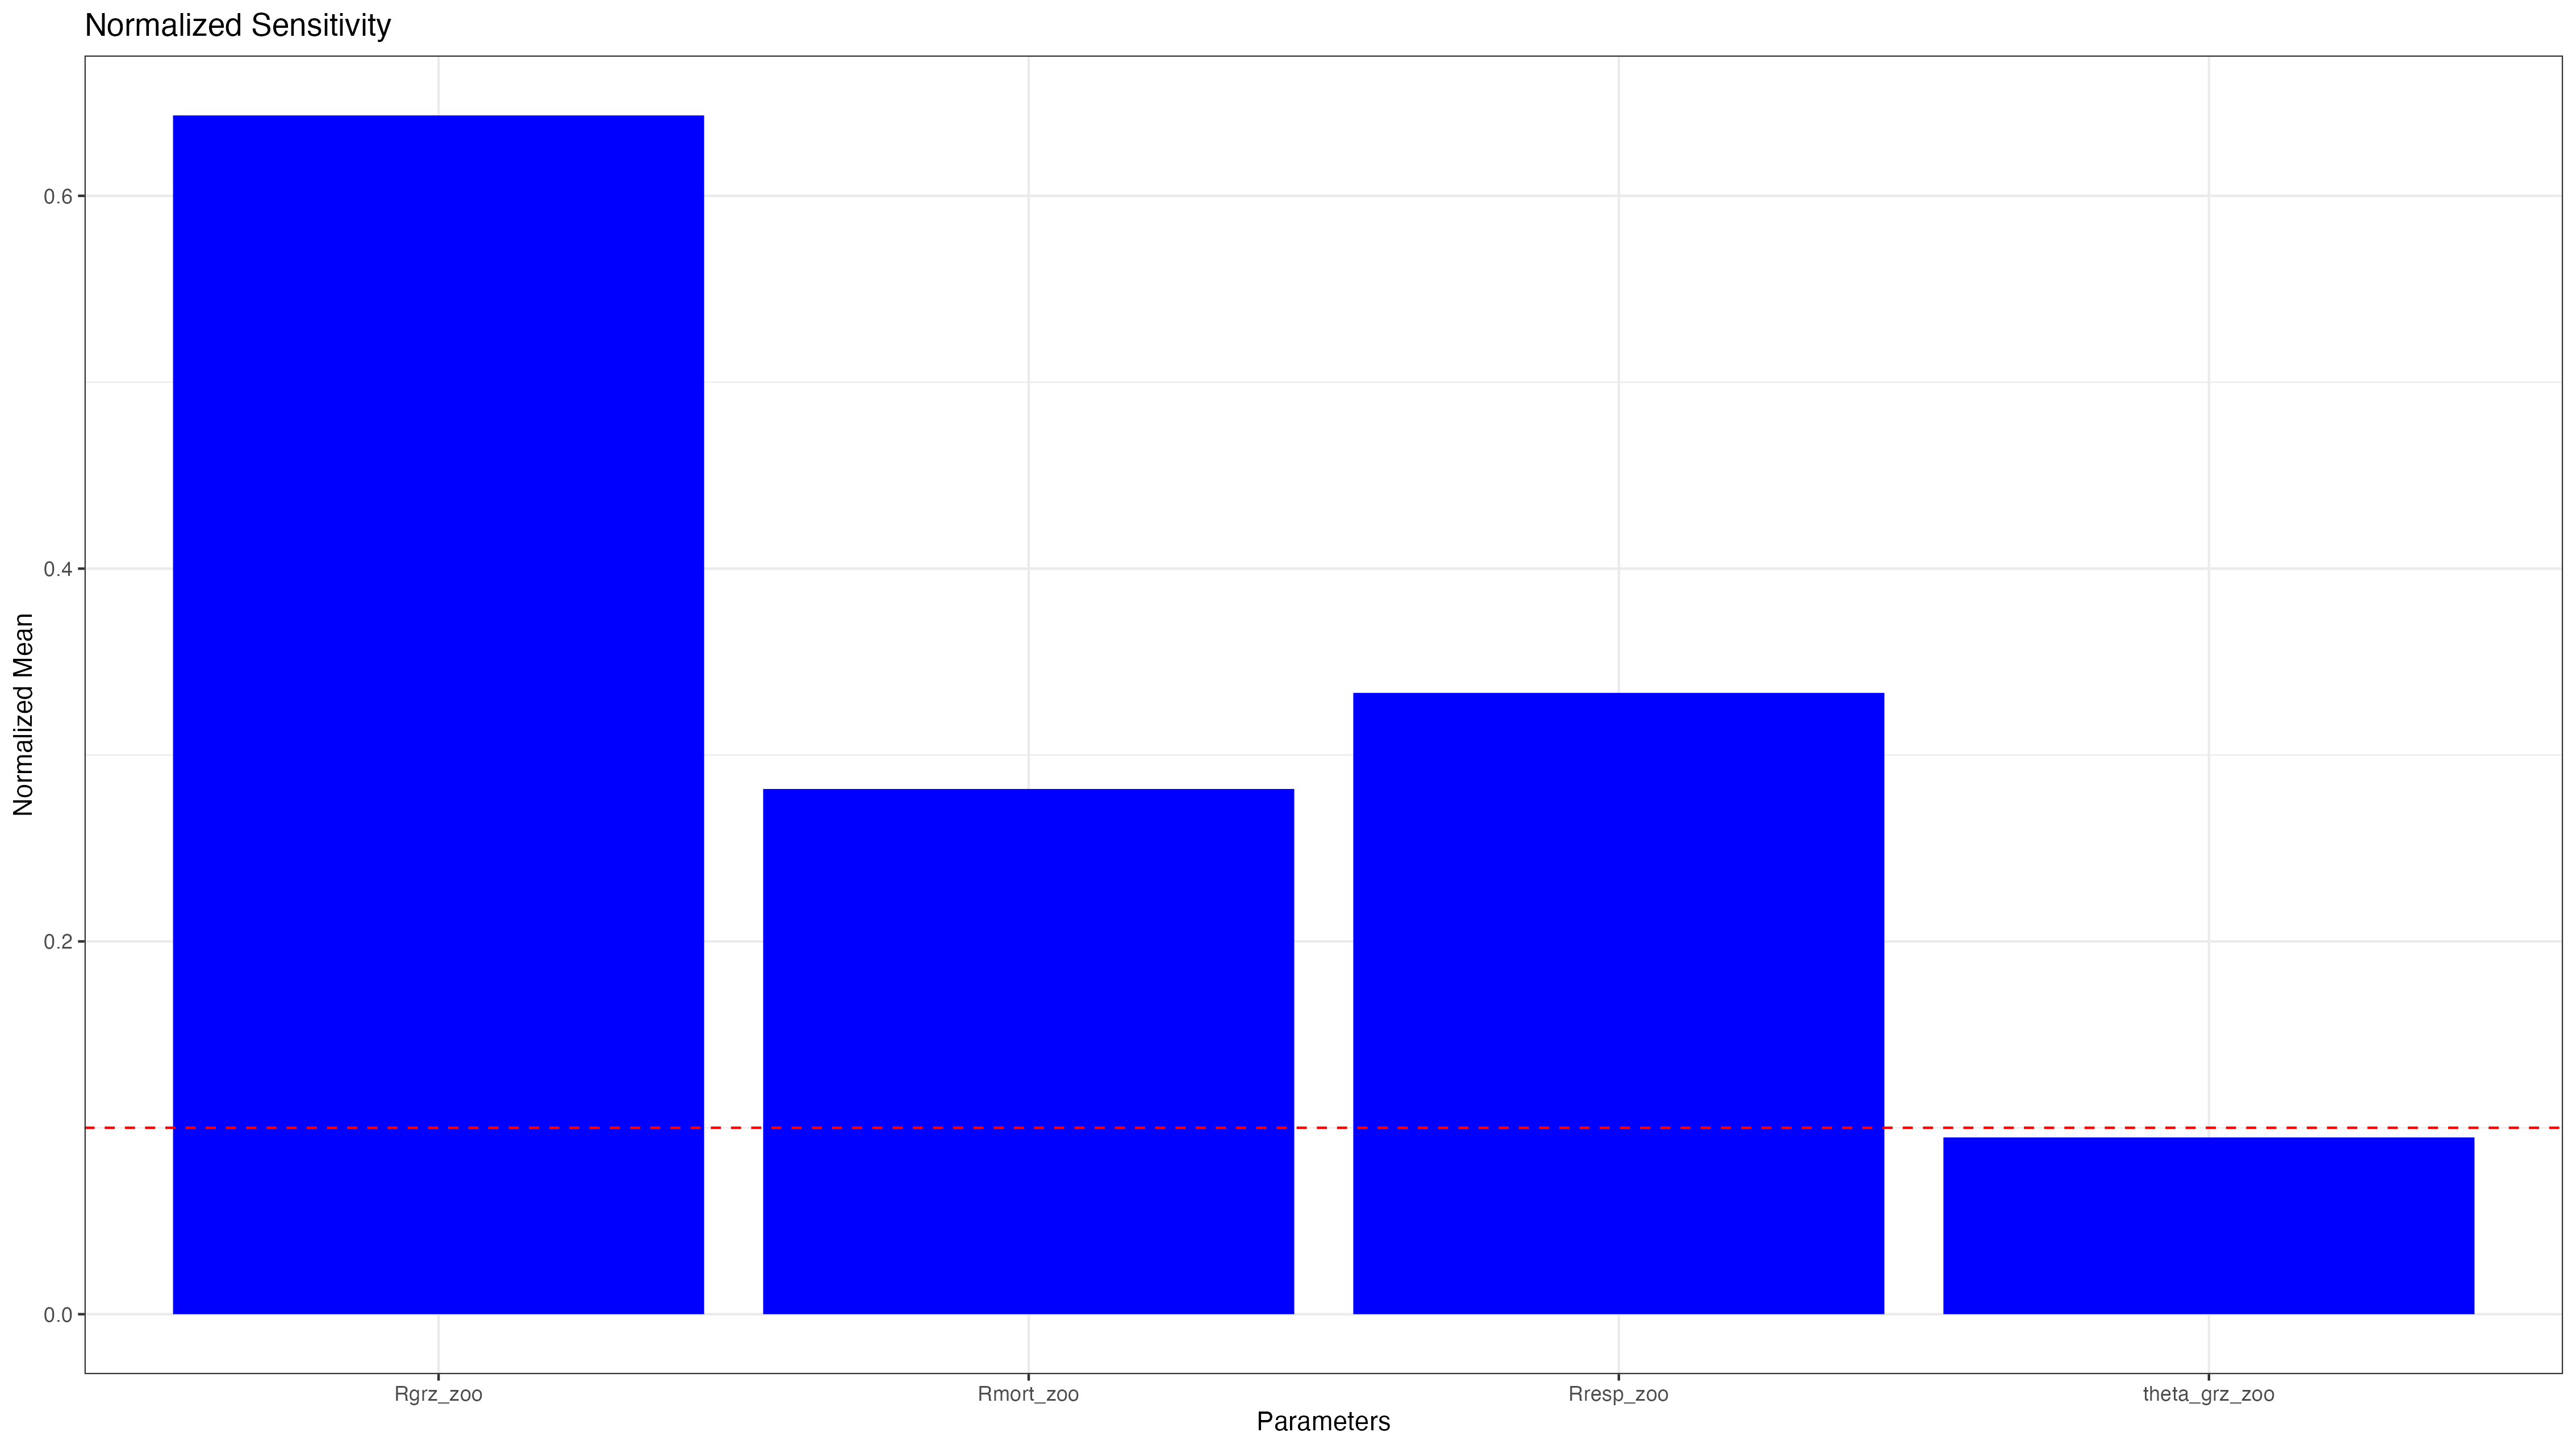 Normalized Sensitivity
Normalized Mean
0.6
0.4
0.2
0.0
Rgrz_zoo
Rmort_zoo
Rresp_zoo
theta_grz_zoo
Parameters